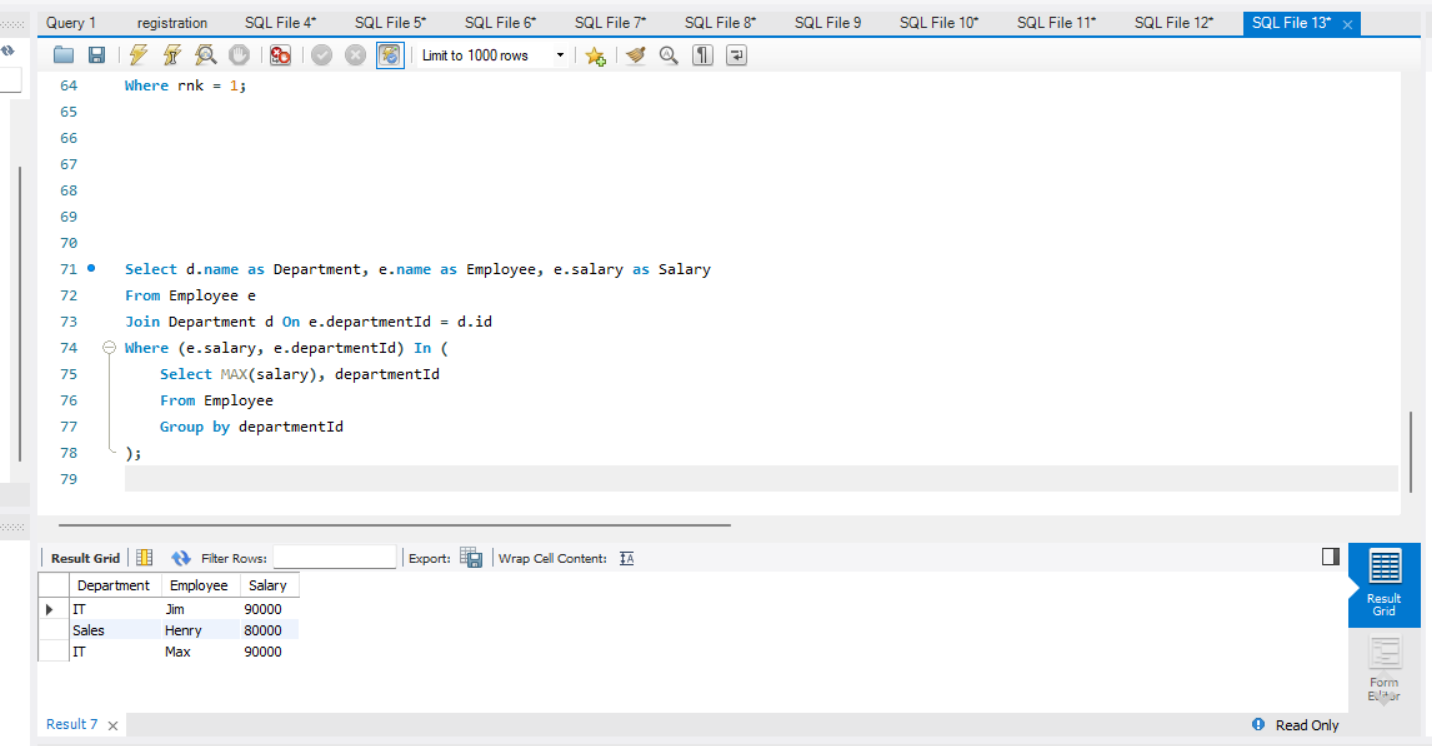 Query 1 registration SQL File 4* SQL File 5* SQL File 6* SQL File 7* SQL File 8* SQL File 9 SQL File 10* SQL File 11* SQL File 12* SQL File 13*
Limit to 1000 rows
64 Where rnk = 1;
65
66
67
68
69
70
71 Select d.name as Department, e.name as Employee, e.salary as Salary
72 From Employee e
73 Join Department d On e.departmentId = d.id
74 Where (e.salary, e.departmentId) In (
75 Select MAX(salary), departmentId
76 From Employee
77 Group by departmentId
78 );
79
Result Grid Filter Rows: Export: Wrap Cell Content: IA
Department Employee Salary
IT Jim 90000
Sales Henry 80000
IT Max 90000
Result
Grid
Form
Editor
Result 7 Read Only